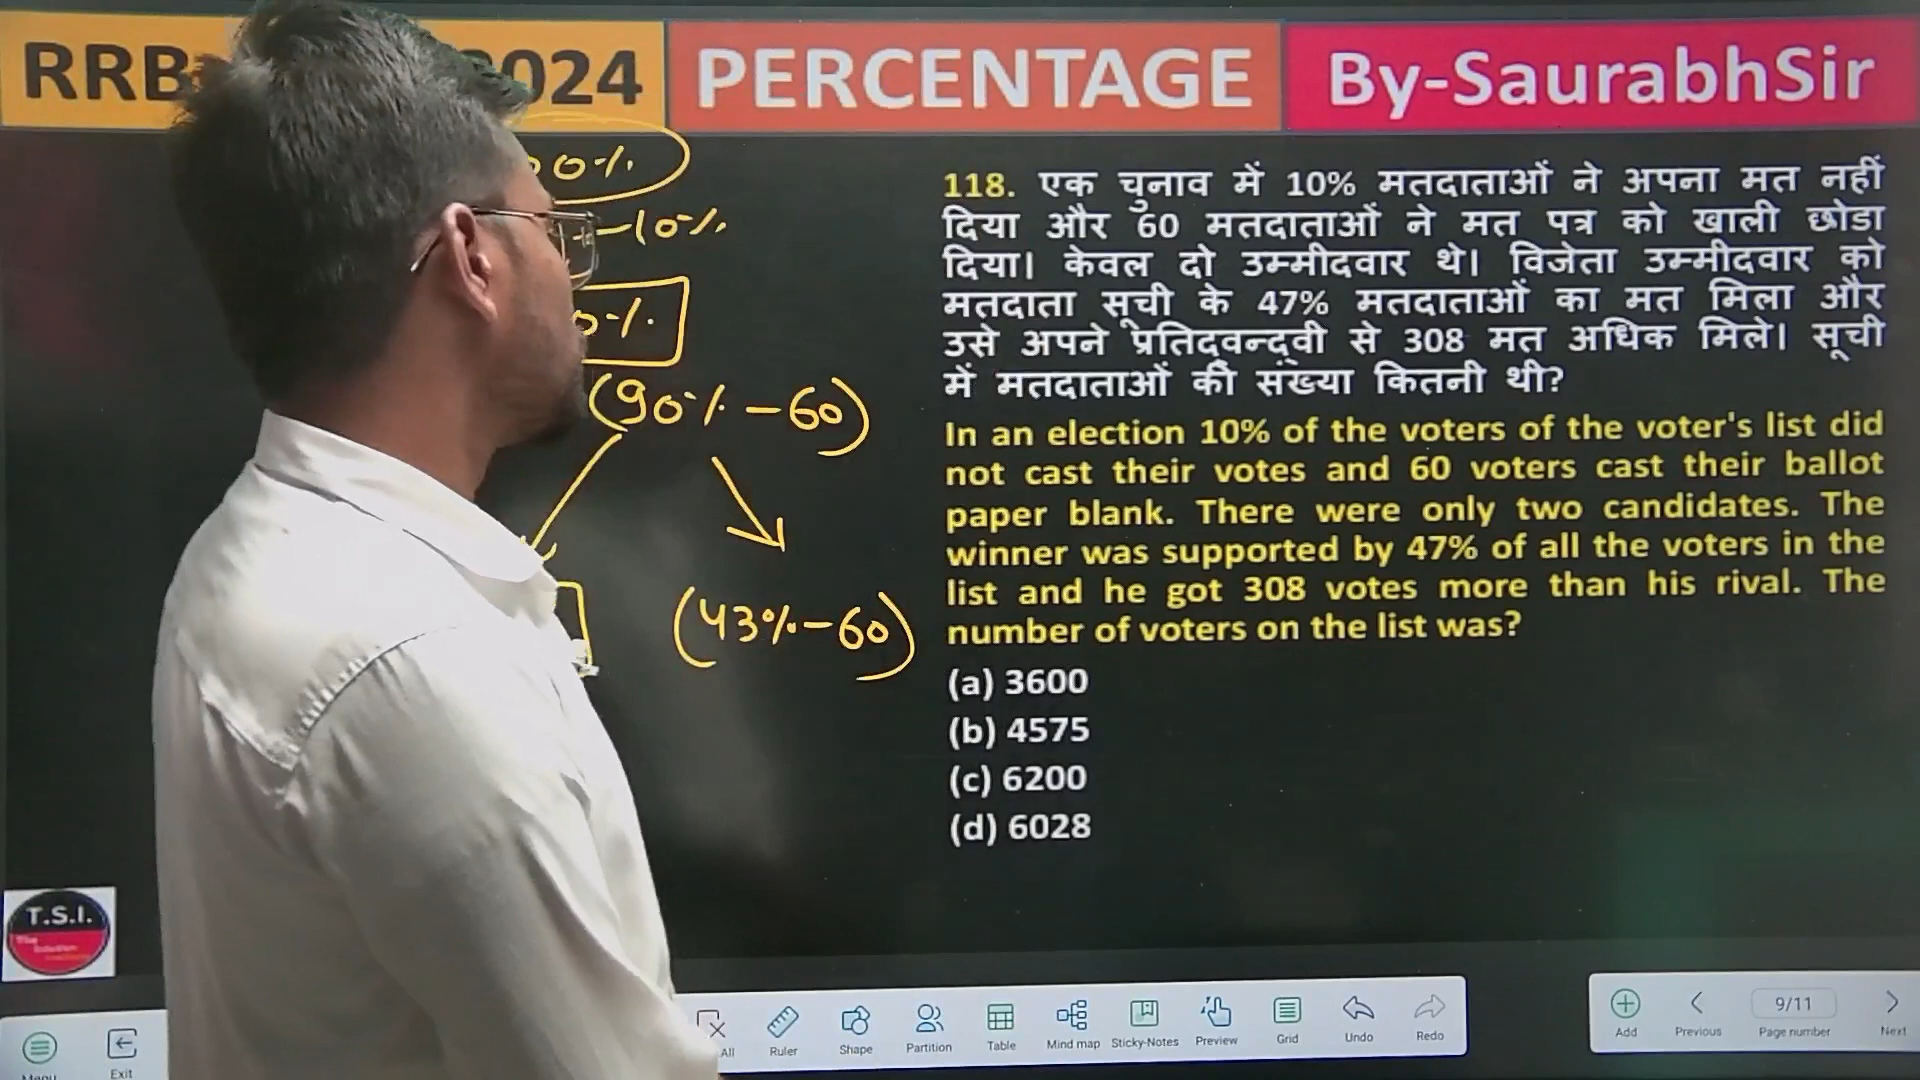 RRB 2024 PERCENTAGE By-SaurabhSir
00%
-10%
0%
(90% - 60)
(43% - 60)
118. एक चुनाव में 10% मतदाताओं ने अपना मत नहीं
दिया और 60 मतदाताओं ने मत पत्र को खाली छोडा
दिया। केवल दो उम्मीदवार थे। विजेता उम्मीदवार को
मतदाता सूची के 47% मतदाताओं का मत मिला और
उसे अपने प्रतिद्वन्द्वी से 308 मत अधिक मिले। सूची
में मतदाताओं की संख्या कितनी थी?
In an election 10% of the voters of the voter's list did
not cast their votes and 60 voters cast their ballot
paper blank. There were only two candidates. The
winner was supported by 47% of all the voters in the
list and he got 308 votes more than his rival. The
number of voters on the list was?
(a) 3600
(b) 4575
(c) 6200
(d) 6028
T.S.I.
The
Menu Exit All Ruler Shape Partition Table Mind map Sticky-Notes Preview Grid Undo Redo Add Previous 9/11 Page number Next